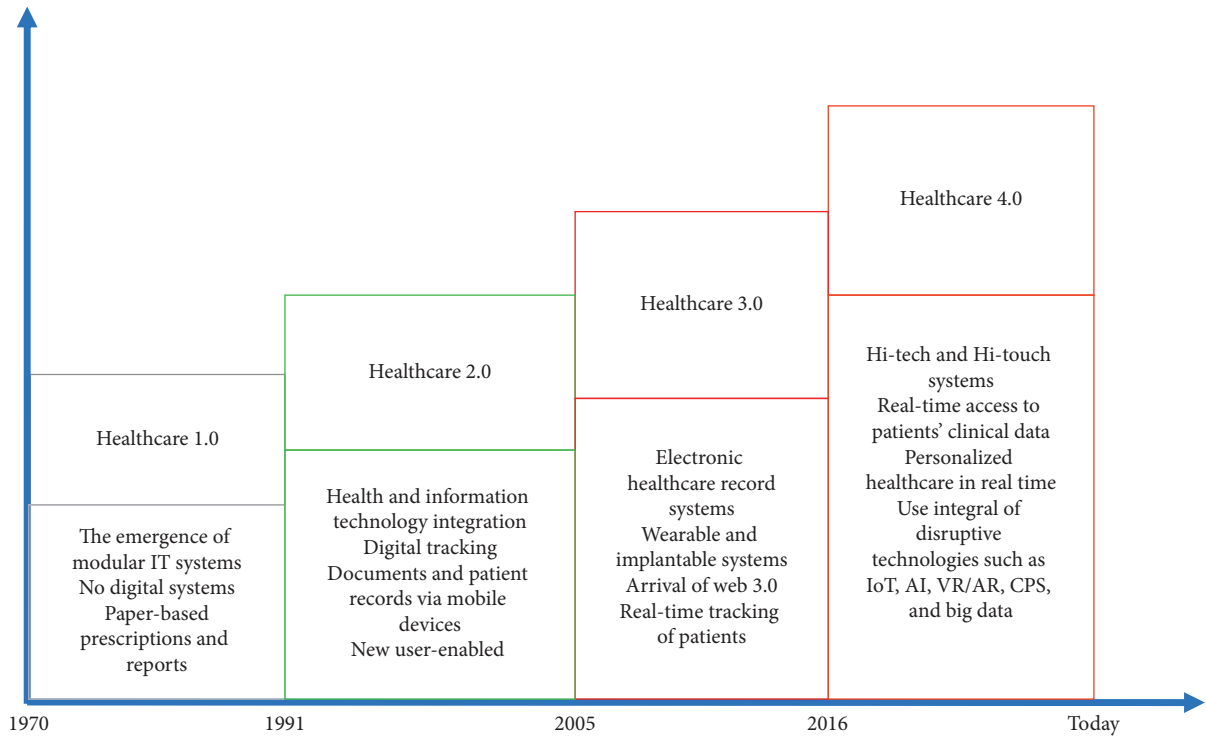 Healthcare 1.0
The emergence of
modular IT systems
No digital systems
Paper-based
prescriptions and
reports
Healthcare 2.0
Health and information
technology integration
Digital tracking
Documents and patient
records via mobile
devices
New user-enabled
Healthcare 3.0
Electronic
healthcare record
systems
Wearable and
implantable systems
Arrival of web 3.0
Real-time tracking
of patients
Healthcare 4.0
Hi-tech and Hi-touch
systems
Real-time access to
patients’ clinical data
Personalized
healthcare in real time
Use integral of
disruptive
technologies such as
IoT, AI, VR/AR, CPS,
and big data
1970
1991
2005
2016
Today